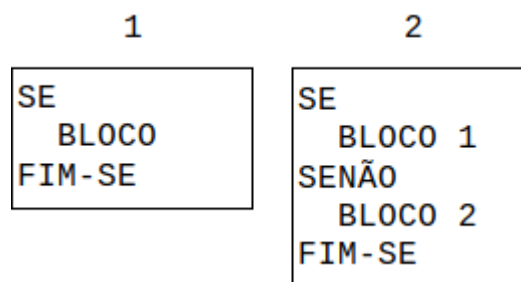 1
SE
BLOCO
FIM-SE
2
SE
BLOCO 1
SENÃO
BLOCO 2
FIM-SE